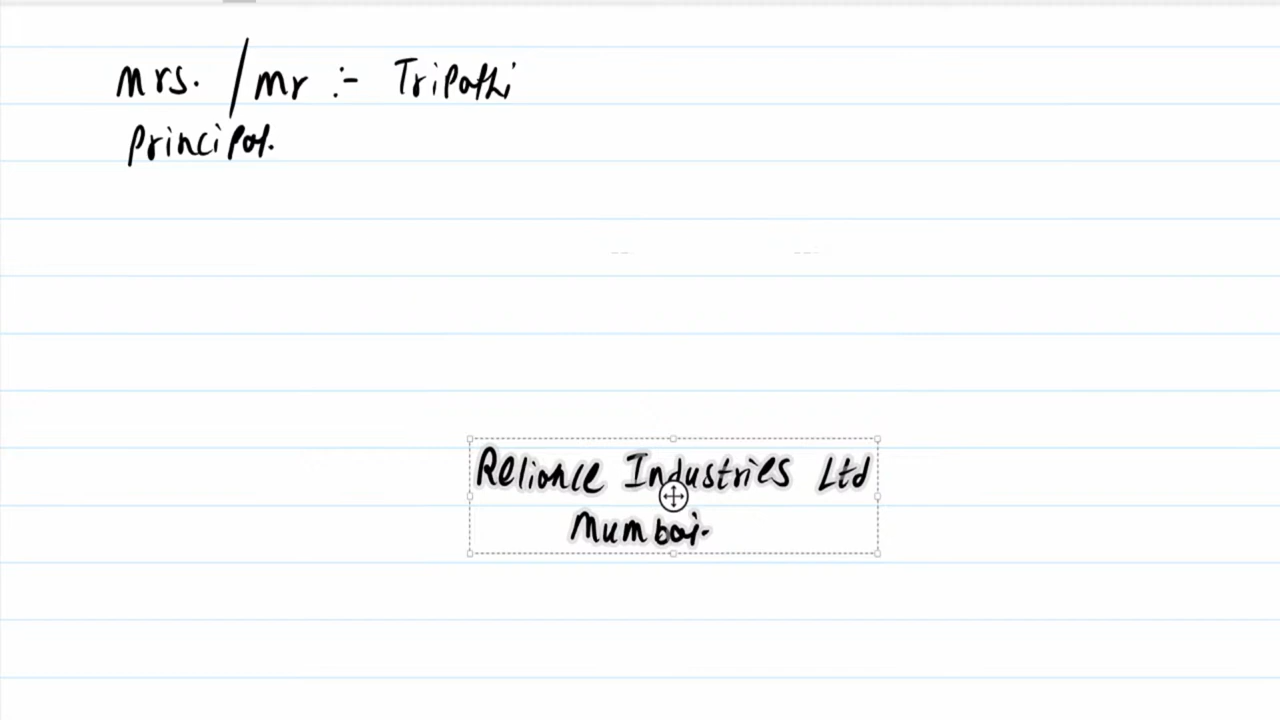 Mrs. / Mr :- Tripathi
Principal.
Reliance Industries Ltd
Mumbai.